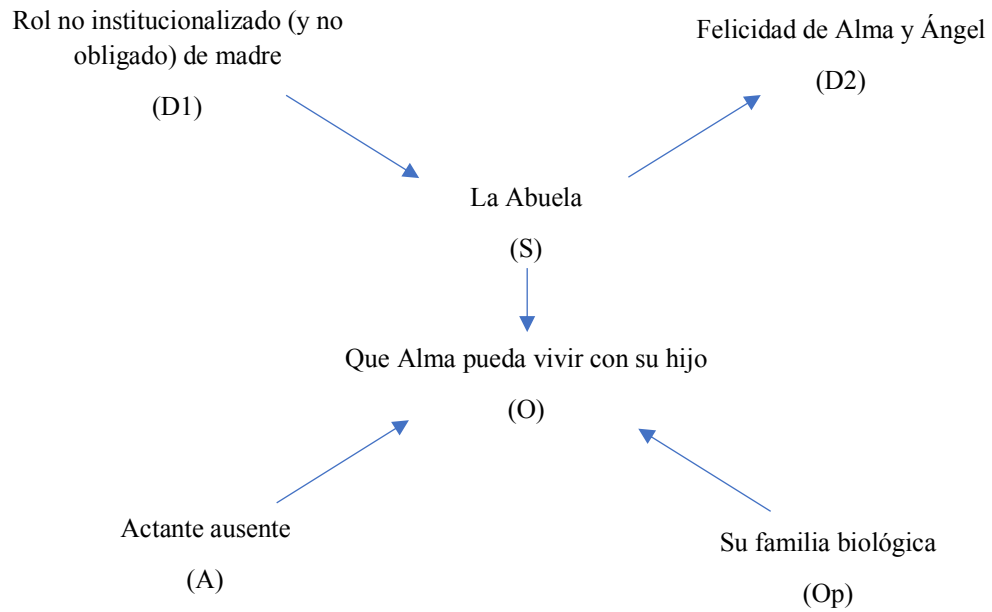 Rol no institucionalizado (y no
obligado) de madre
(D1)
Felicidad de Alma y Ángel
(D2)
La Abuela
(S)
Que Alma pueda vivir con su hijo
(O)
Actante ausente
(A)
Su familia biológica
(Op)